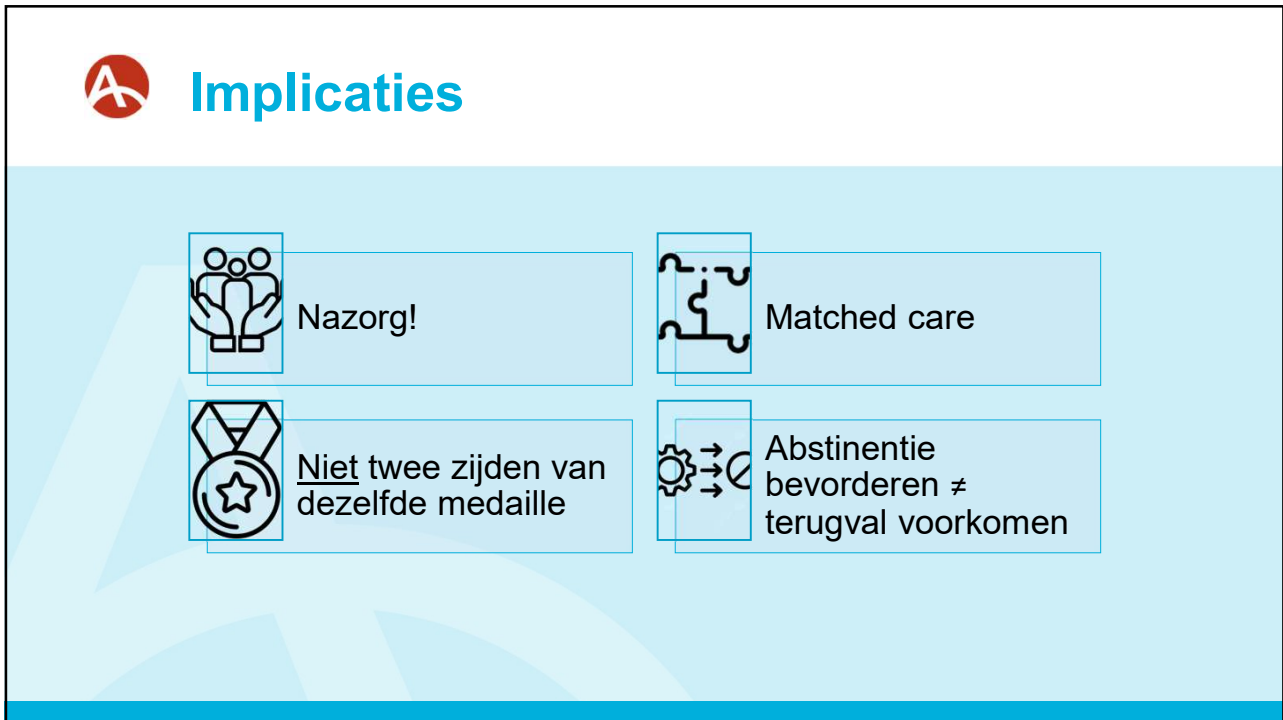 Implicaties
Nazorg!
Matched care
Niet twee zijden van
dezelfde medaille
Abstinentie
bevorderen ≠
terugval voorkomen